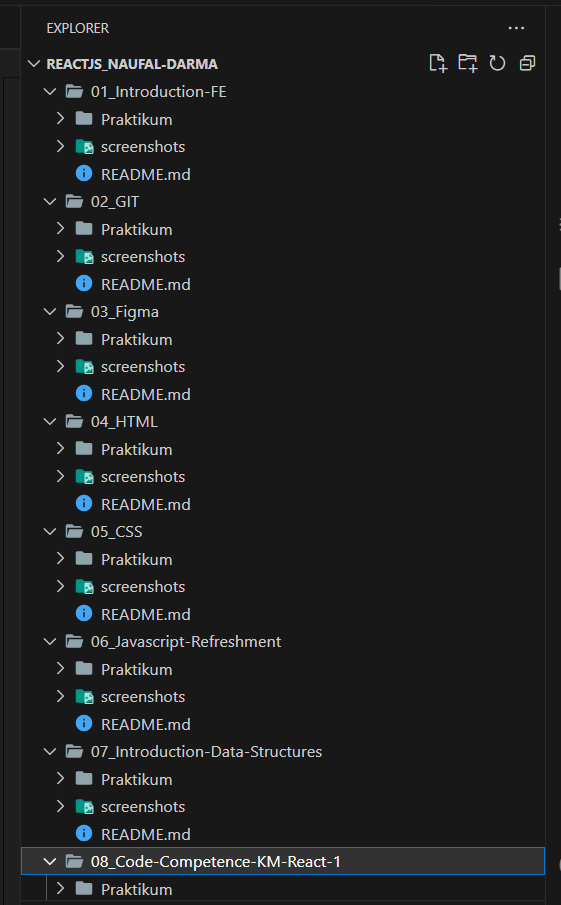 EXPLORER
REACTJS_NAUFAL-DARMA
01_Introduction-FE
Praktikum
screenshots
README.md
02_GIT
Praktikum
screenshots
README.md
03_Figma
Praktikum
screenshots
README.md
04_HTML
Praktikum
screenshots
README.md
05_CSS
Praktikum
screenshots
README.md
06_Javascript-Refreshment
Praktikum
screenshots
README.md
07_Introduction-Data-Structures
Praktikum
screenshots
README.md
08_Code-Competence-KM-React-1
Praktikum